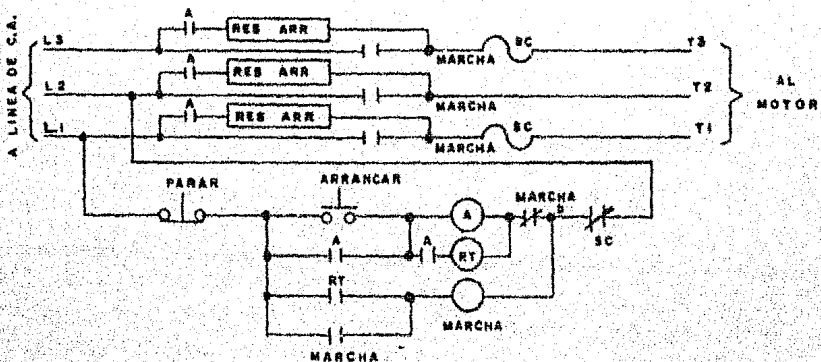 A LINEA DE C.A.
A
RES ARR
L3
MARCHA
SC
T3
A
RES ARR
L2
MARCHA
T2
AL
MOTOR
A
RES ARR
L1
MARCHA
SC
T1
PARAR
ARRANCAR
MARCHA
A
SC
A
A
RT
RT
MARCHA
MARCHA